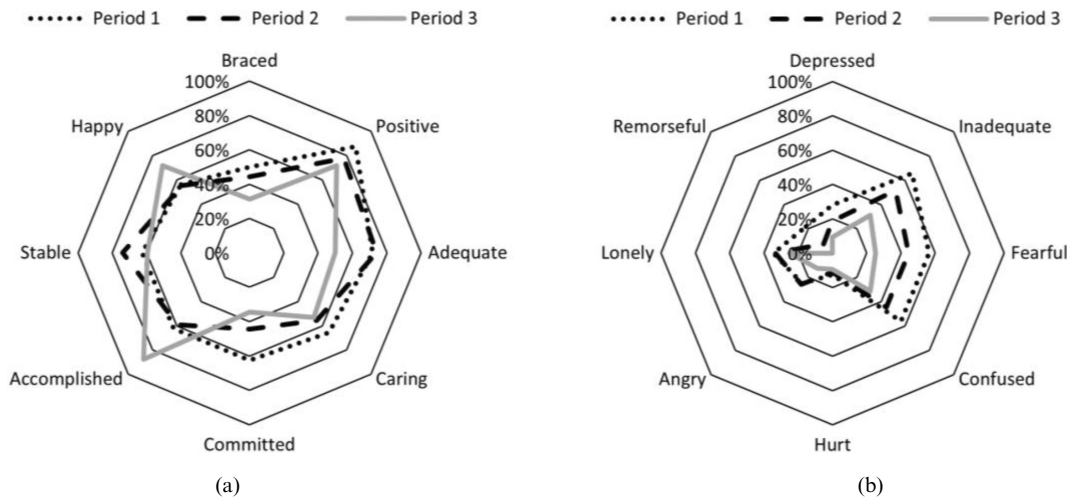 Period 1 Period 2 Period 3
Braced
100%
80%
60%
40%
20%
0%
Happy
Positive
Stable
Adequate
Accomplished
Caring
Committed
(a)
Period 1 Period 2 Period 3
Depressed
100%
80%
60%
40%
20%
0%
Remorseful
Inadequate
Lonely
Fearful
Angry
Confused
Hurt
(b)